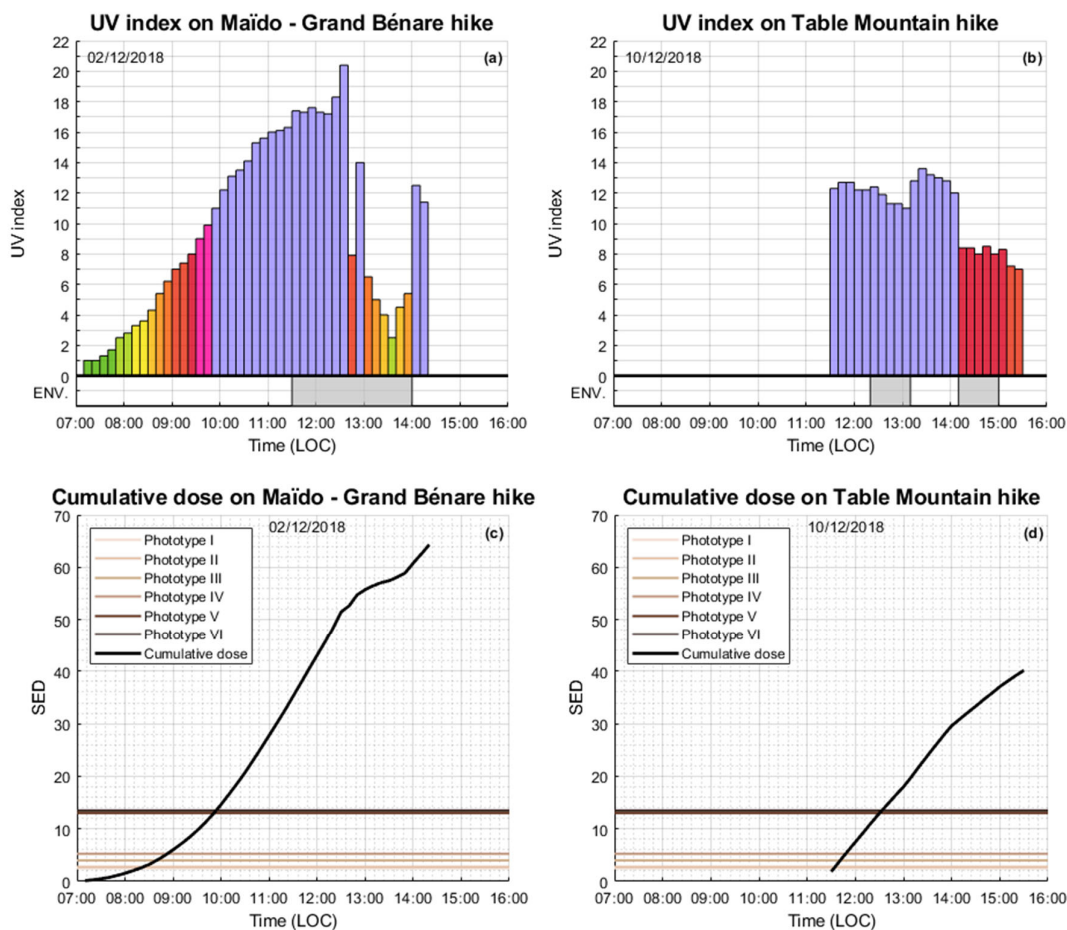 UV index on Maïdo - Grand Bénare hike
02/12/2018
(a)
22
20
18
16
14
12
10
8
6
4
2
0
ENV.
UV index
07:00 08:00 09:00 10:00 11:00 12:00 13:00 14:00 15:00 16:00
Time (LOC)
UV index on Table Mountain hike
10/12/2018
(b)
22
20
18
16
14
12
10
8
6
4
2
0
ENV.
UV index
07:00 08:00 09:00 10:00 11:00 12:00 13:00 14:00 15:00 16:00
Time (LOC)
Cumulative dose on Maïdo - Grand Bénare hike
02/12/2018
(c)
70
60
50
40
30
20
10
0
SED
Phototype I
Phototype II
Phototype III
Phototype IV
Phototype V
Phototype VI
Cumulative dose
07:00 08:00 09:00 10:00 11:00 12:00 13:00 14:00 15:00 16:00
Time (LOC)
Cumulative dose on Table Mountain hike
10/12/2018
(d)
70
60
50
40
30
20
10
0
SED
Phototype I
Phototype II
Phototype III
Phototype IV
Phototype V
Phototype VI
Cumulative dose
07:00 08:00 09:00 10:00 11:00 12:00 13:00 14:00 15:00 16:00
Time (LOC)